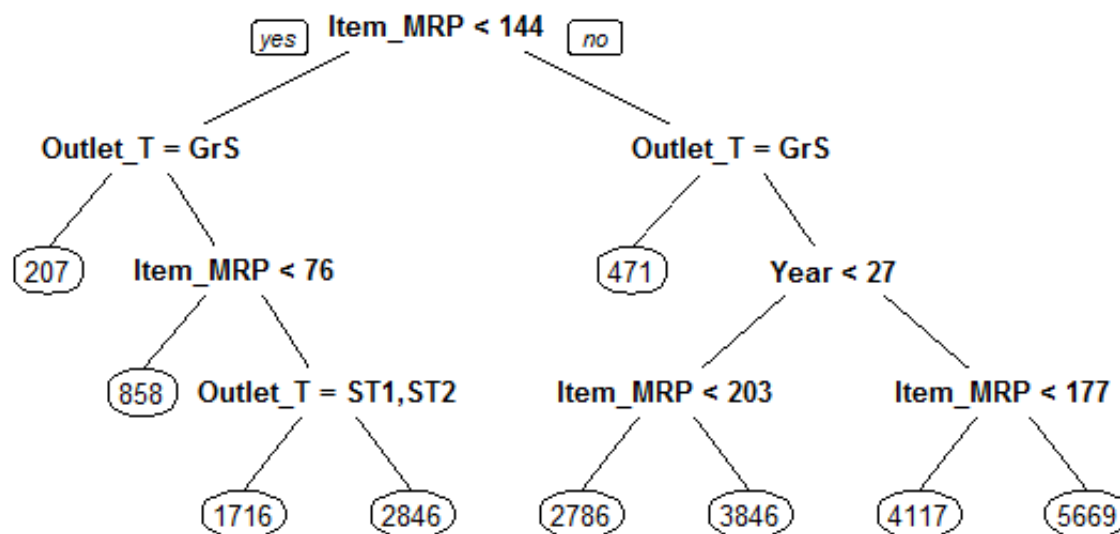 yes Item_MRP < 144 no
Outlet_T = GrS Outlet_T = GrS
207 Item_MRP < 76 471 Year < 27
858 Outlet_T = ST1,ST2 Item_MRP < 203 Item_MRP < 177
1716 2846 2786 3846 4117 5669